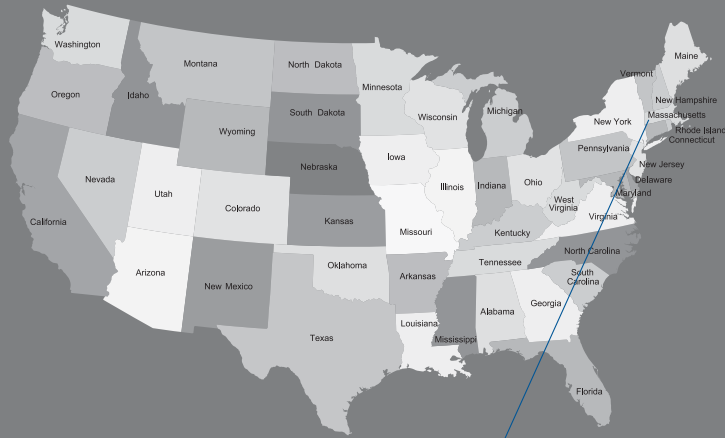 Washington
Oregon
Idaho
Montana
North Dakota
South Dakota
Wyoming
Nebraska
Nevada
Utah
Colorado
Kansas
California
Arizona
New Mexico
Oklahoma
Texas
Minnesota
Iowa
Missouri
Arkansas
Louisiana
Wisconsin
Illinois
Michigan
Indiana
Ohio
Kentucky
Tennessee
Mississippi
Alabama
Georgia
Florida
South
Carolina
North Carolina
Virginia
West
Virginia
Maryland
Delaware
New Jersey
Pennsylvania
New York
Connecticut
Rhode Island
Massachusetts
New Hampshire
Vermont
Maine